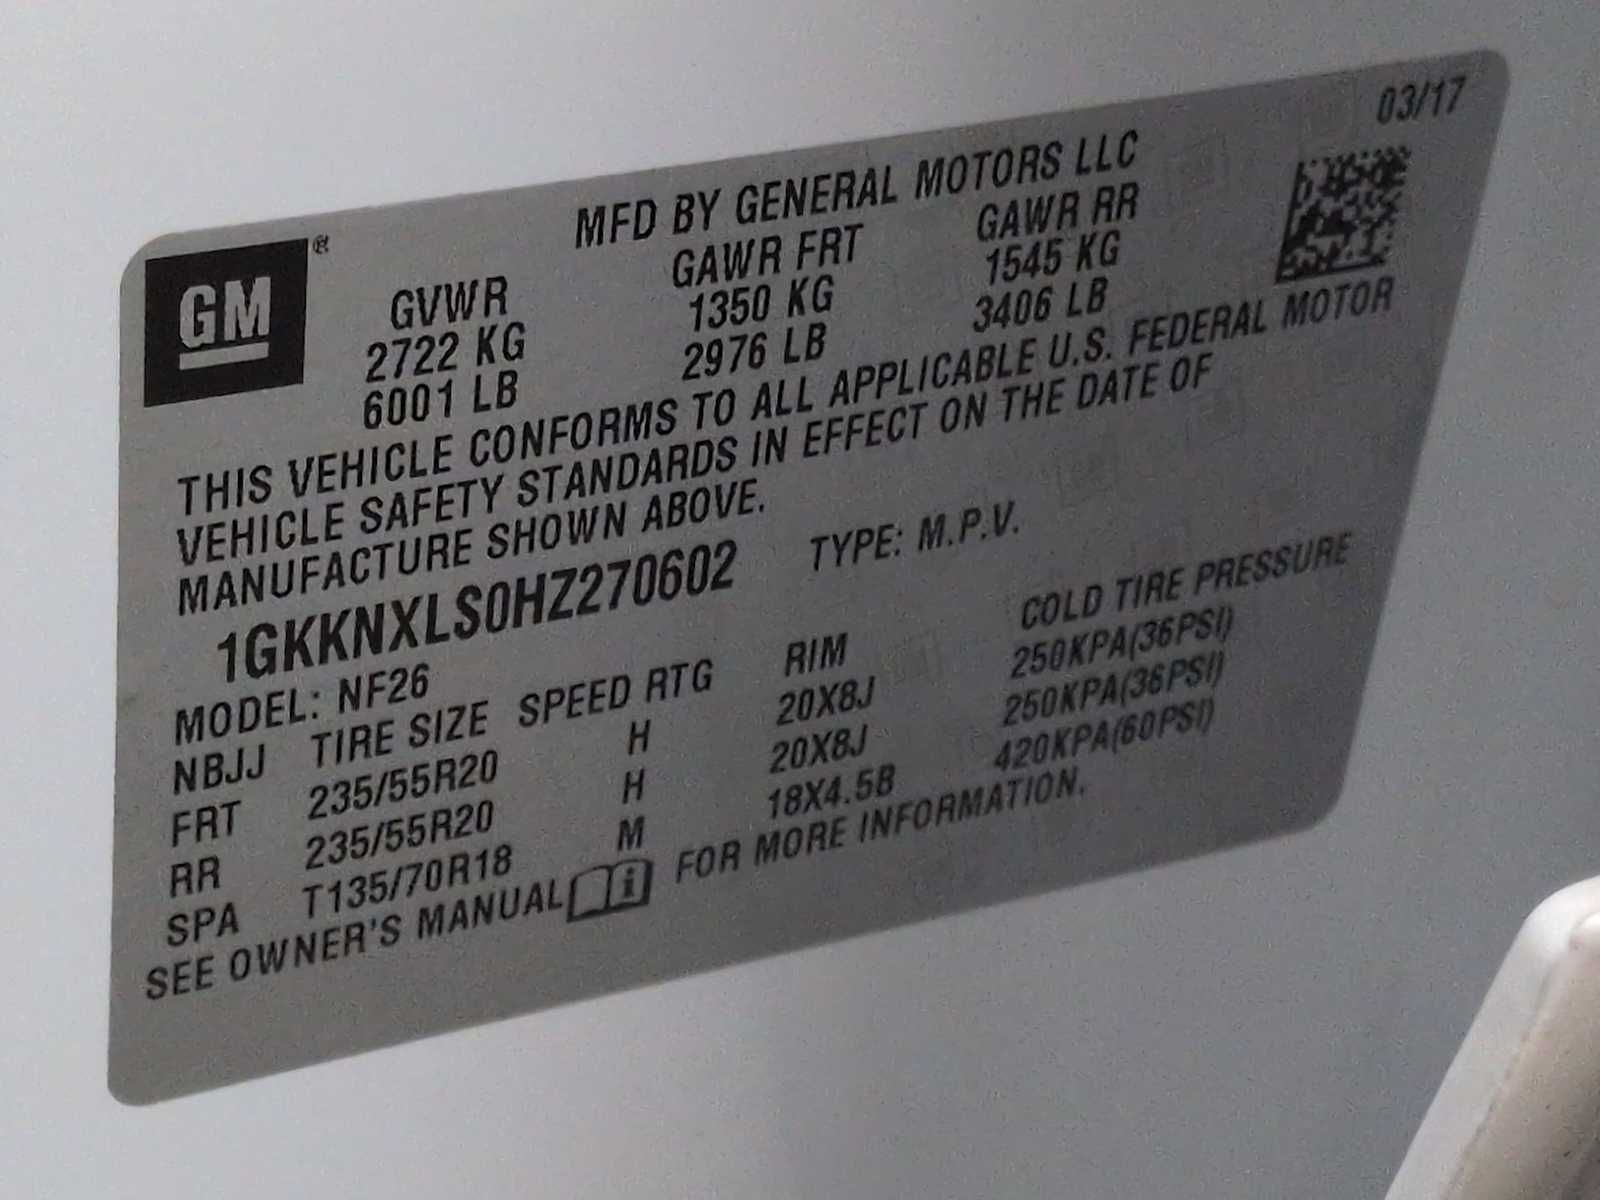 03/17
MFD BY GENERAL MOTORS LLC
GM ®
GVWR GAWR FRT GAWR RR
2722 KG 1350 KG 1545 KG
6001 LB 2976 LB 3406 LB
THIS VEHICLE CONFORMS TO ALL APPLICABLE U.S. FEDERAL MOTOR
VEHICLE SAFETY STANDARDS IN EFFECT ON THE DATE OF
MANUFACTURE SHOWN ABOVE.
1GKKNXLS0HZ270602 TYPE: M.P.V.
MODEL: NF26
NBJJ TIRE SIZE SPEED RTG RIM COLD TIRE PRESSURE
FRT 235/55R20 H 20X8J 250KPA(36PSI)
RR 235/55R20 H 20X8J 250KPA(36PSI)
SPA T135/70R18 M 18X4.5B 420KPA(60PSI)
SEE OWNER'S MANUAL FOR MORE INFORMATION.